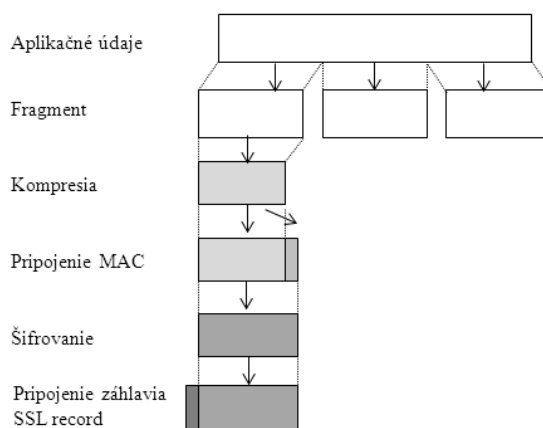 Aplikačné údaje
Fragment
Kompresia
Pripojenie MAC
Šifrovanie
Pripojenie záhlavia
SSL record